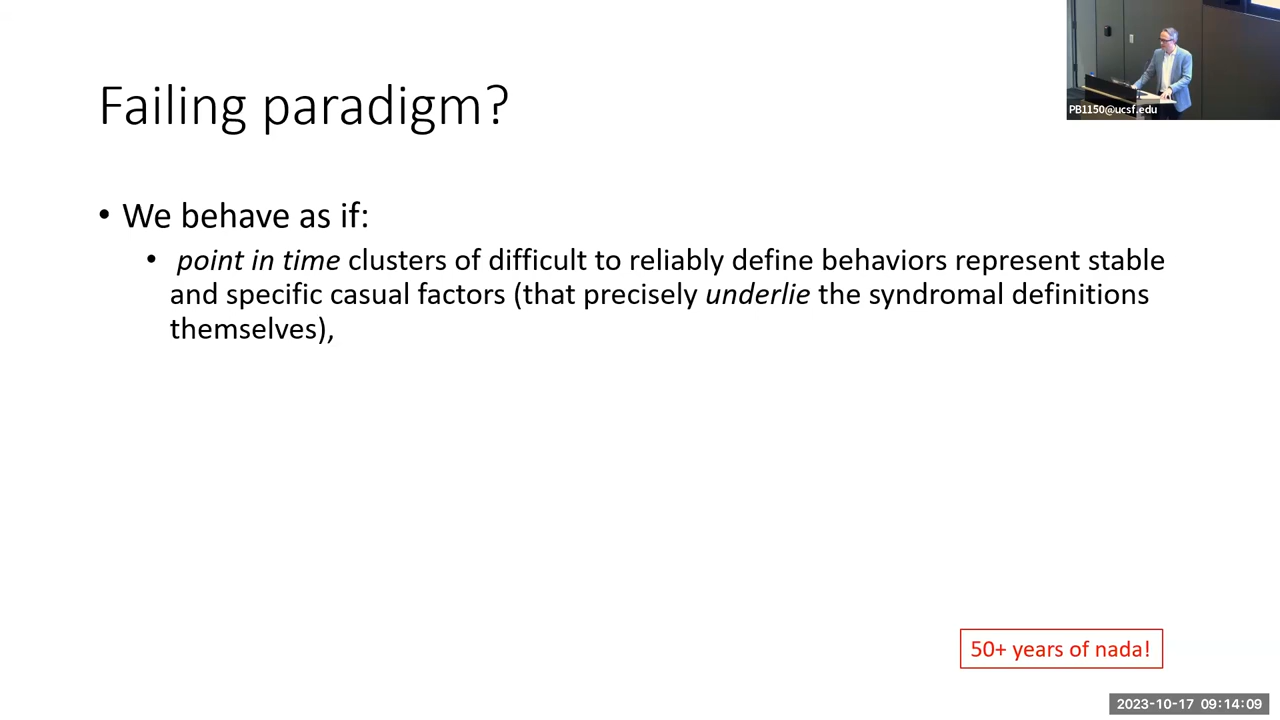 PB1150@ucsf.edu
Failing paradigm?
• We behave as if:
• point in time clusters of difficult to reliably define behaviors represent stable
and specific casual factors (that precisely underlie the syndromal definitions
themselves),
50+ years of nada!
2023-10-17 09:14:09